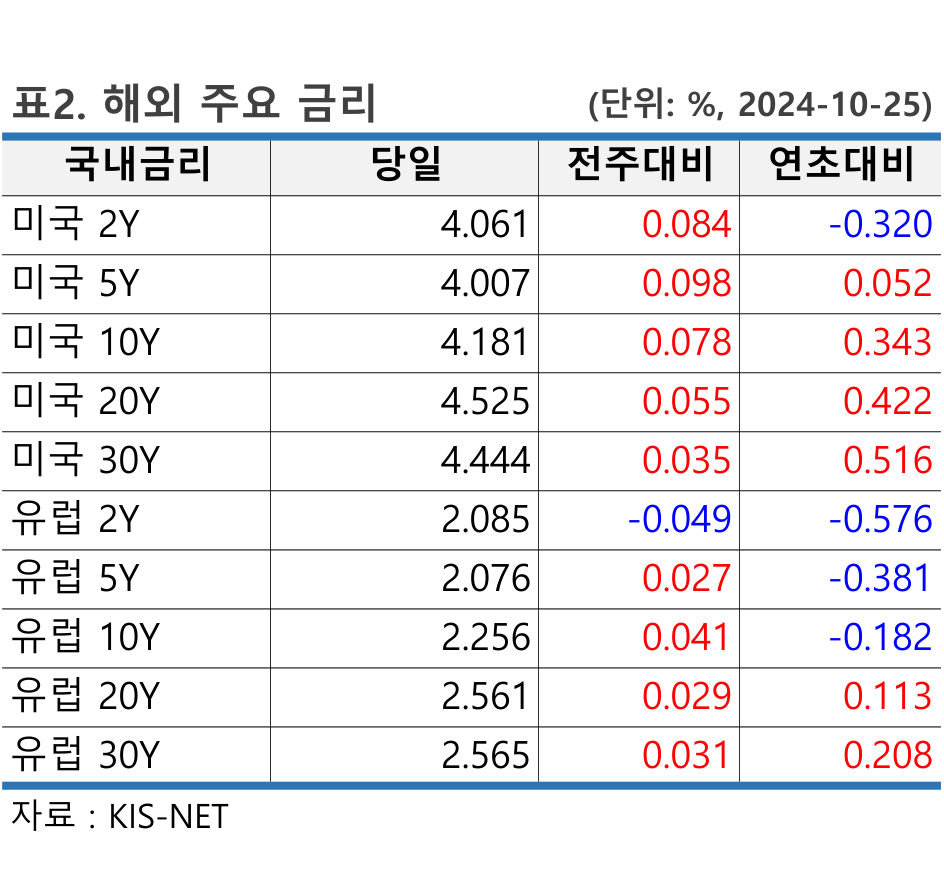 표2. 해외 주요 금리 (단위: %, 2024-10-25)
국내금리 당일 전주대비 연초대비
미국 2Y 4.061 0.084 -0.320
미국 5Y 4.007 0.098 0.052
미국 10Y 4.181 0.078 0.343
미국 20Y 4.525 0.055 0.422
미국 30Y 4.444 0.035 0.516
유럽 2Y 2.085 -0.049 -0.576
유럽 5Y 2.076 0.027 -0.381
유럽 10Y 2.256 0.041 -0.182
유럽 20Y 2.561 0.029 0.113
유럽 30Y 2.565 0.031 0.208
자료 : KIS-NET